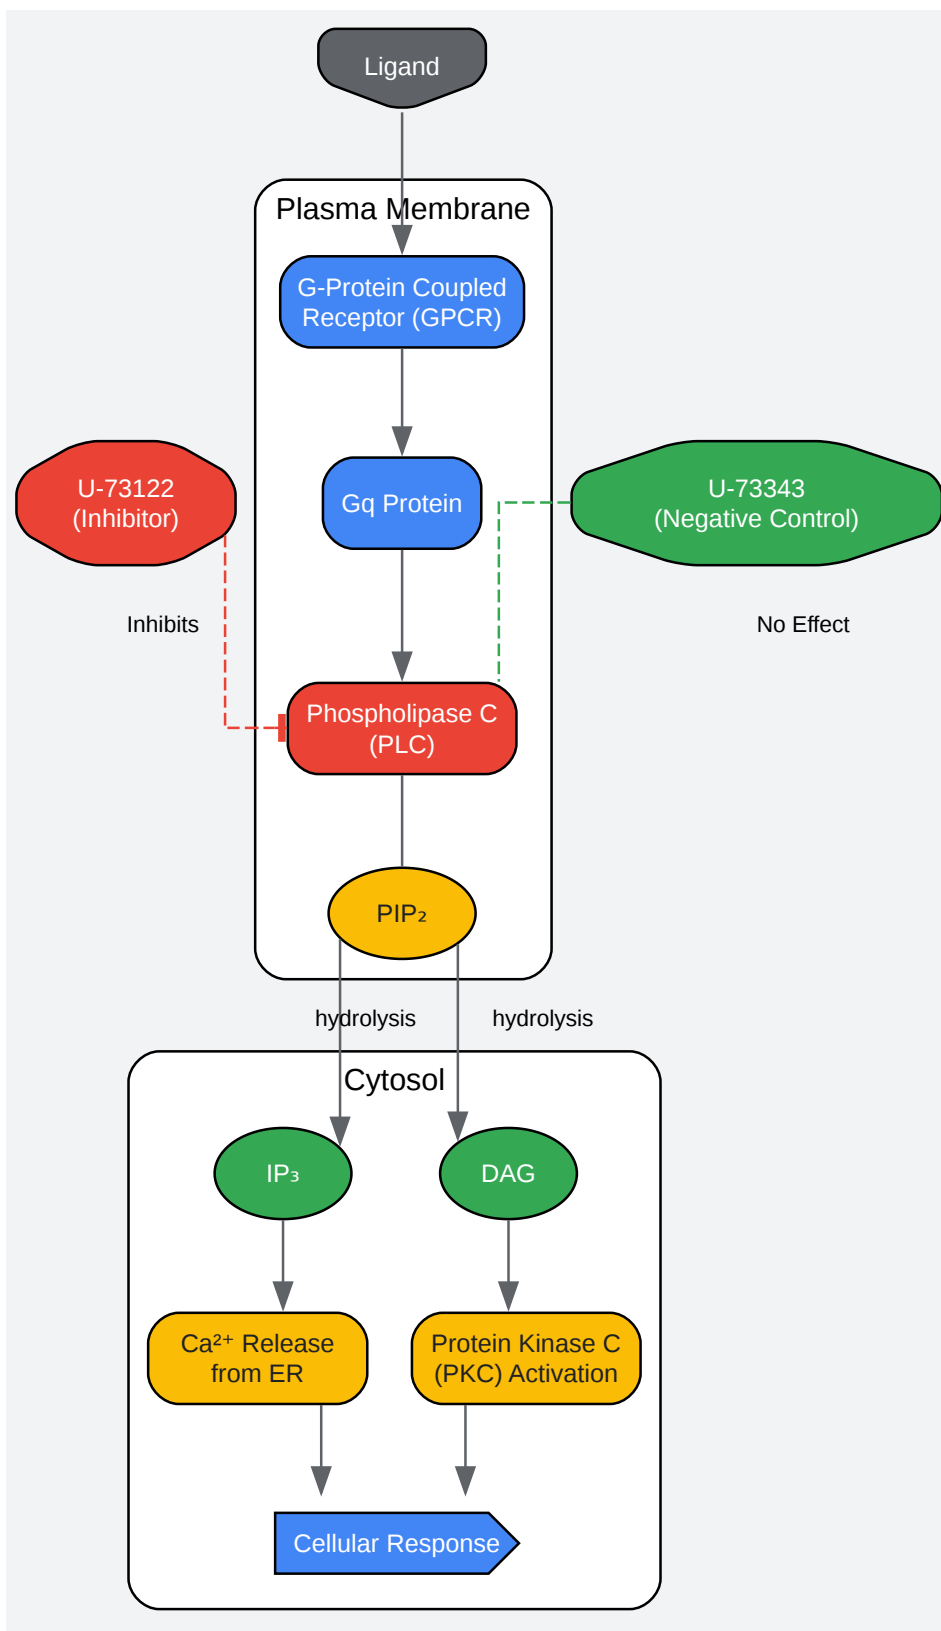 Ligand
Plasma Membrane
G-Protein Coupled
Receptor (GPCR)
U-73122
(Inhibitor)
Gq Protein
U-73343
(Negative Control)
Inhibits
No Effect
Phospholipase C
(PLC)
PIP₂
hydrolysis
hydrolysis
Cytosol
IP₃
DAG
Ca²⁺ Release
from ER
Protein Kinase C
(PKC) Activation
Cellular Response